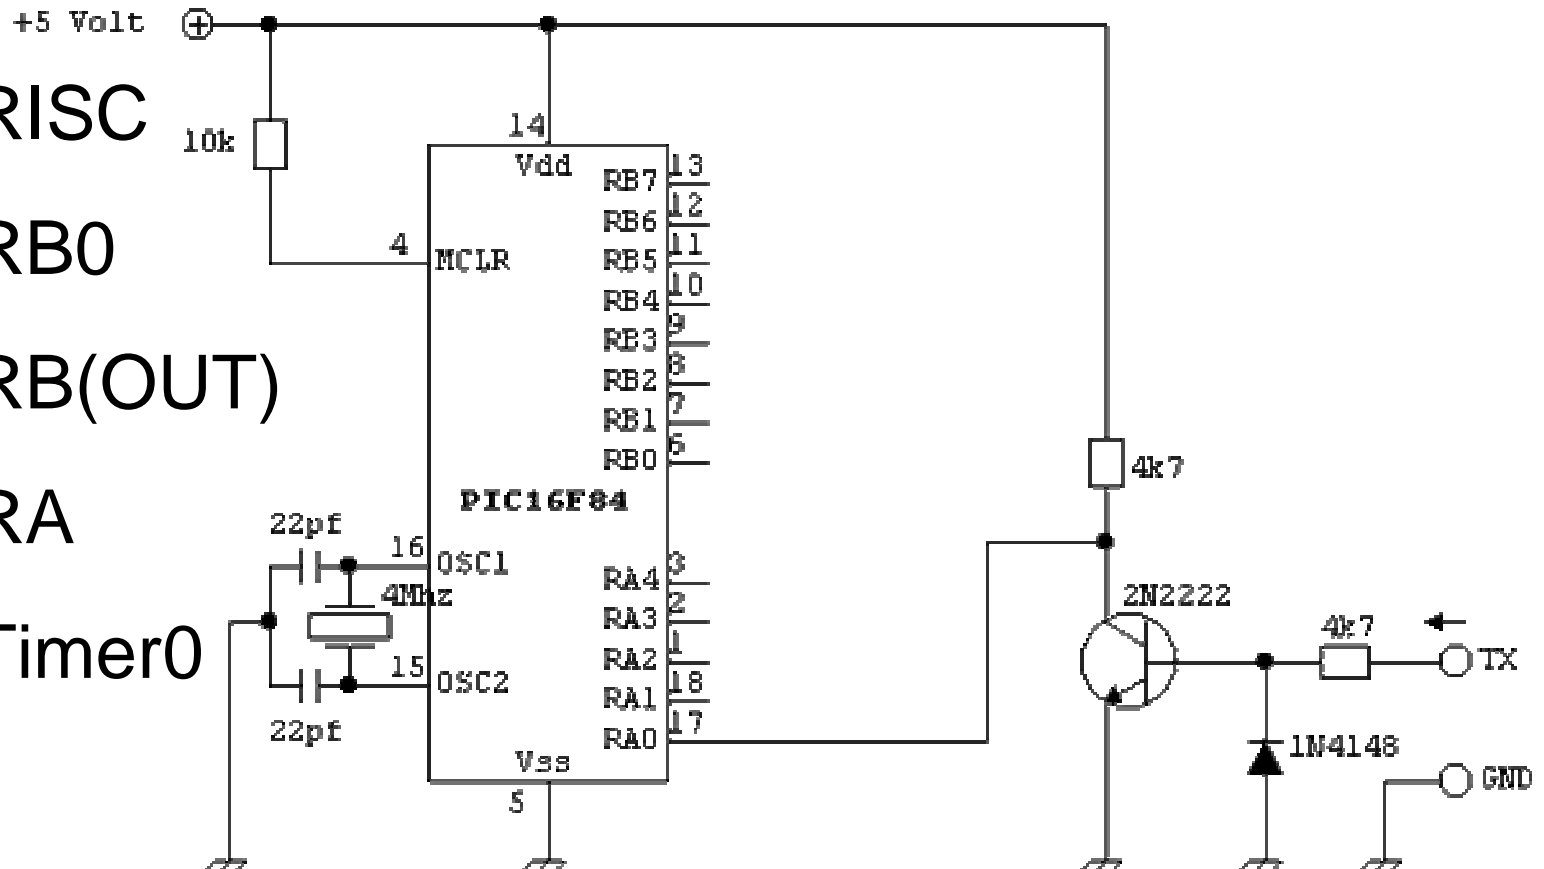 +5 Volt
RISC
10k
14
Vdd
RB7 13
RB6 12
4 MCLR
RB5 11
RB0
RB4 10
RB3 9
RB2 8
RB(OUT)
RB1 7
RB0 6
4k7
PIC16F84
RA
22pf
16 OSC1
RA4 3
4Mhz
2N2222
RA3 2
4k7
Timer0
RA2 1
TX
15 OSC2
RA1 18
22pf
RA0 17
Vss
1N4148
GND
5